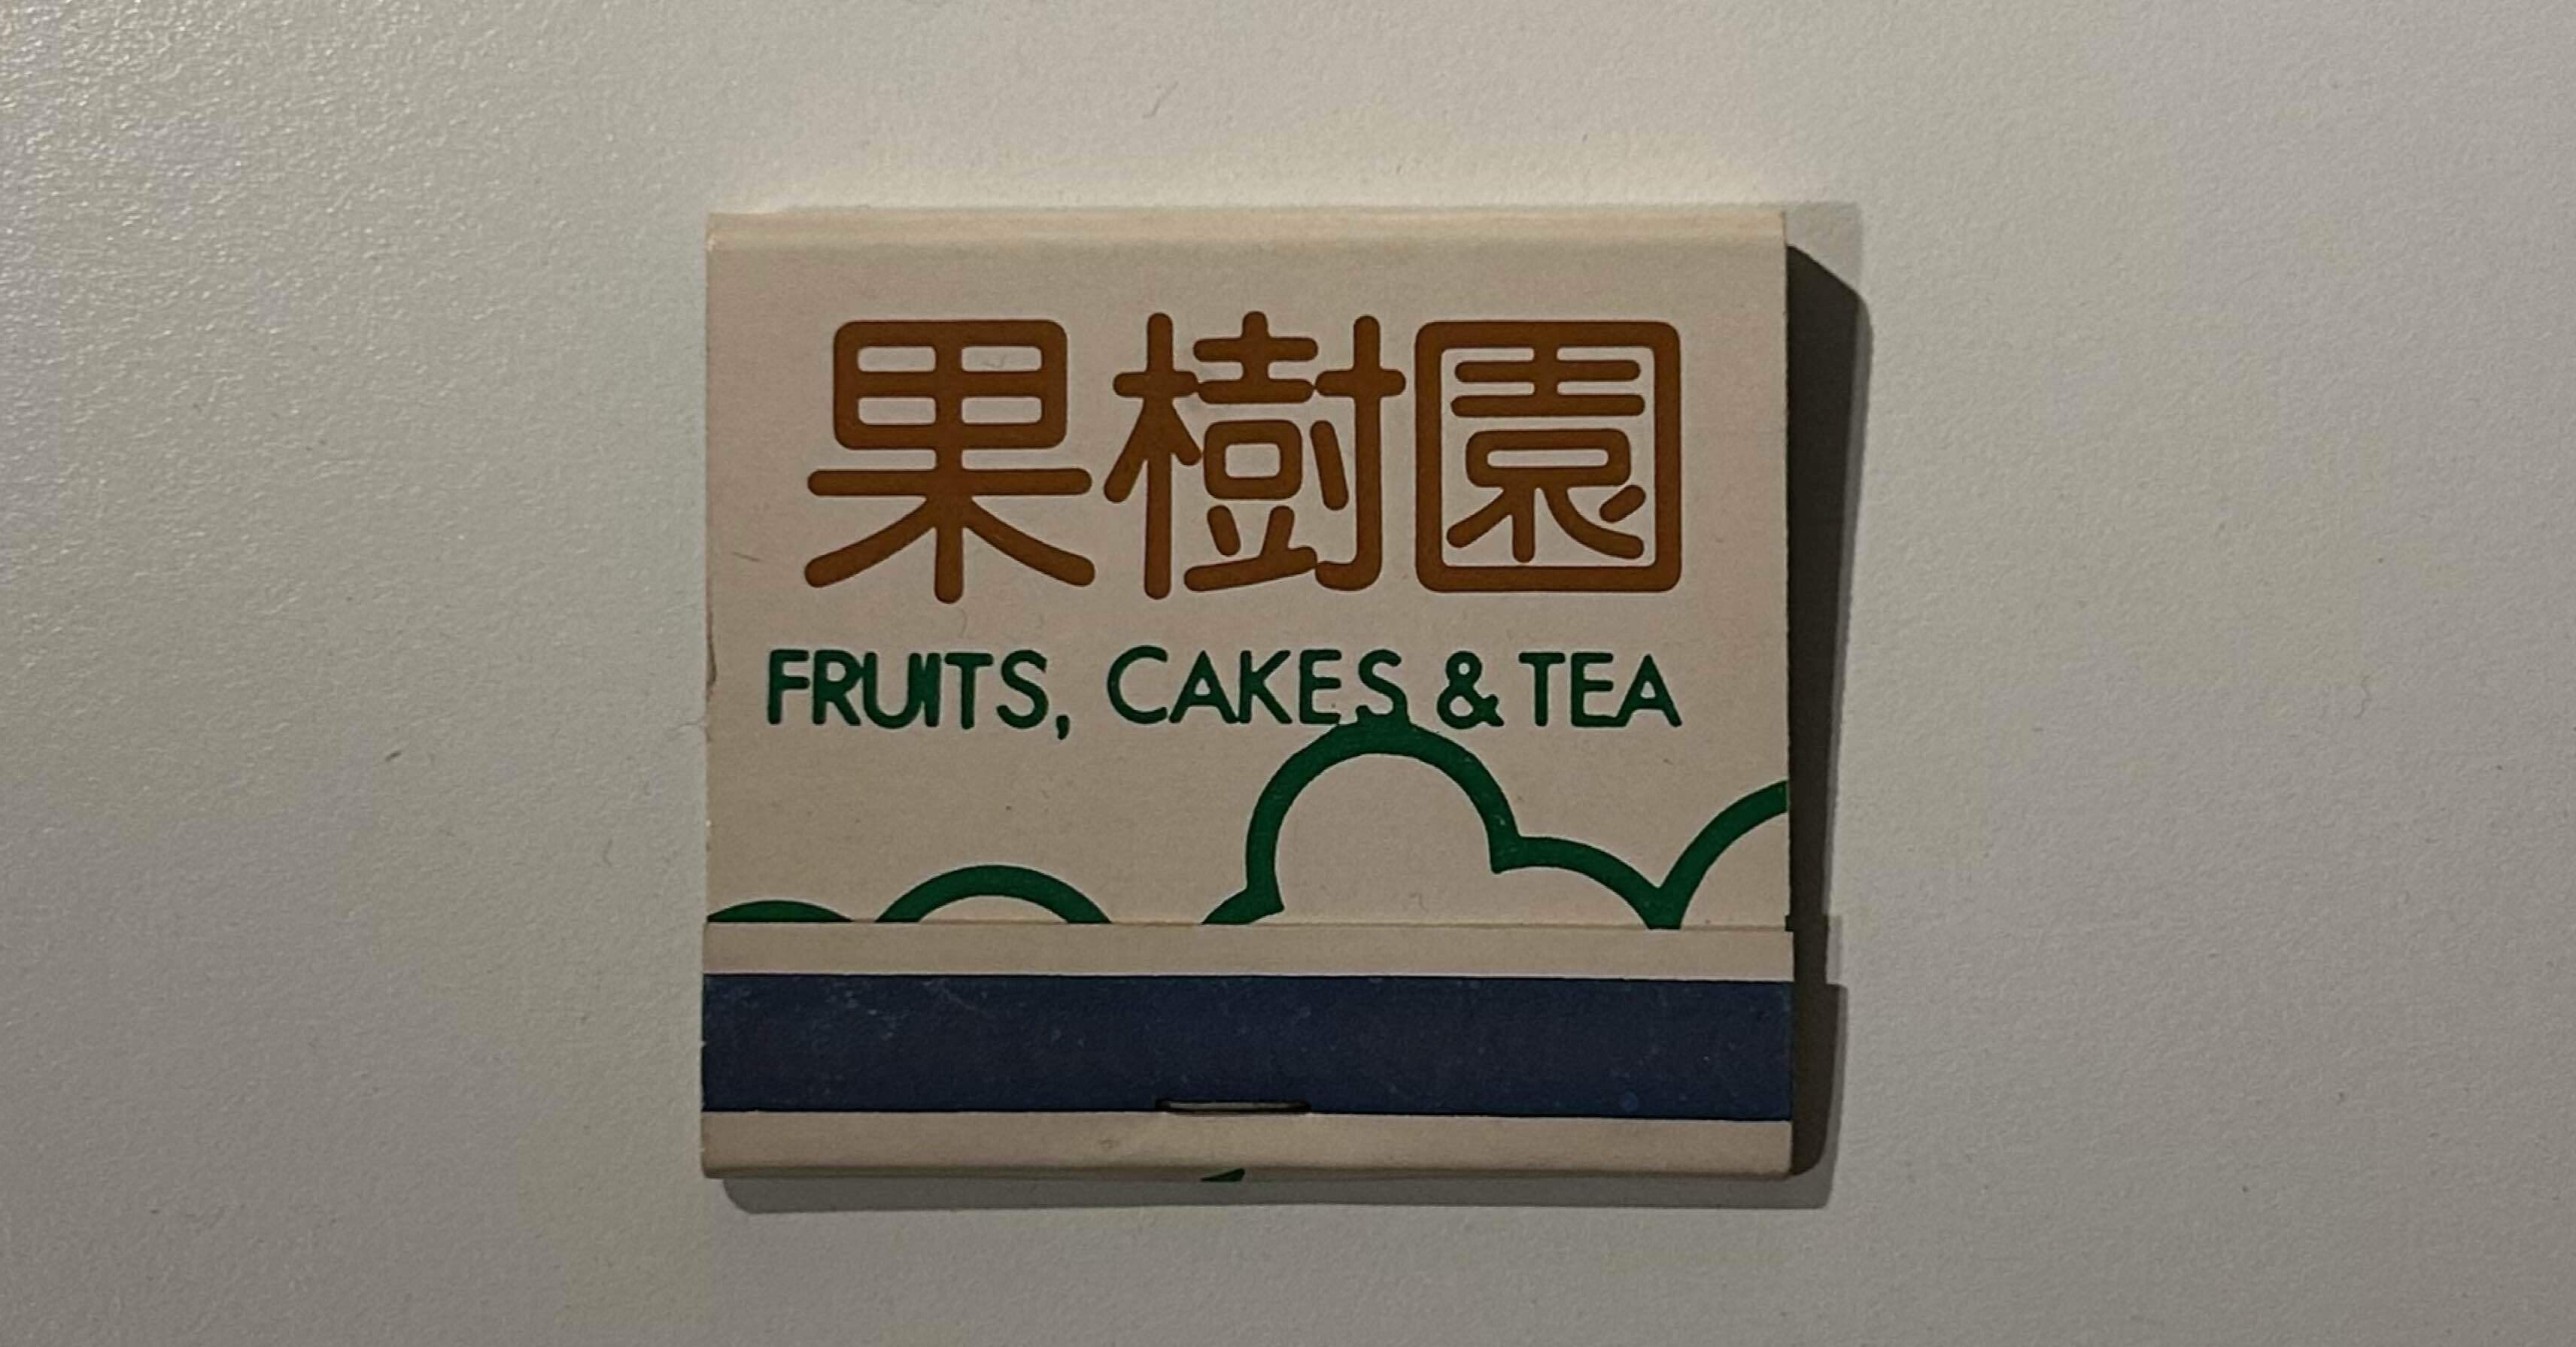 果樹園
FRUITS, CAKES & TEA